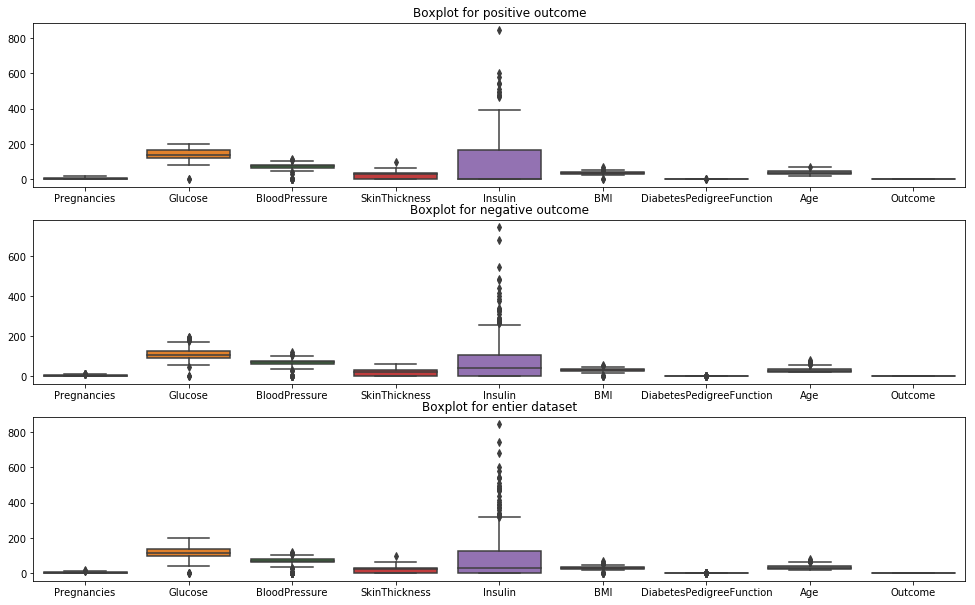 Boxplot for positive outcome
800
600
400
200
0
Pregnancies Glucose BloodPressure SkinThickness Insulin BMI DiabetesPedigreeFunction Age Outcome
Boxplot for negative outcome
600
400
200
0
Pregnancies Glucose BloodPressure SkinThickness Insulin BMI DiabetesPedigreeFunction Age Outcome
Boxplot for entier dataset
800
600
400
200
0
Pregnancies Glucose BloodPressure SkinThickness Insulin BMI DiabetesPedigreeFunction Age Outcome